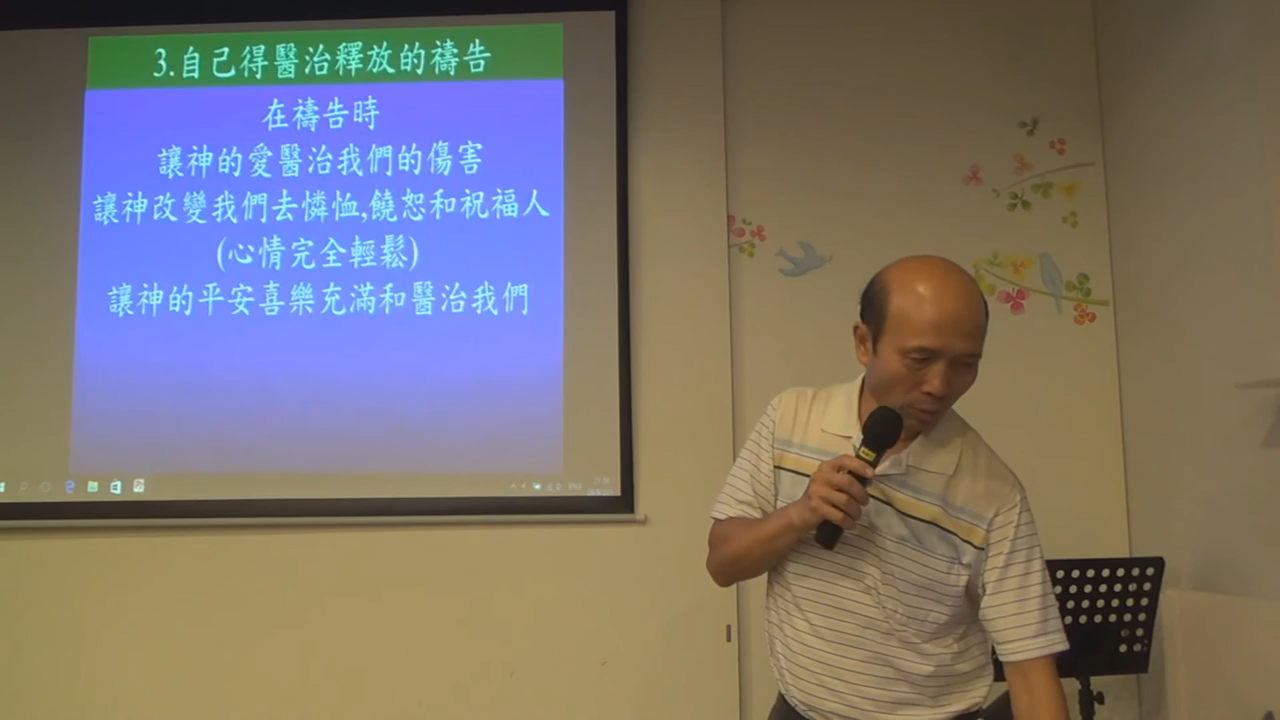 3.自己得醫治釋放的禱告
在禱告時
讓神的愛醫治我們的傷害
讓神改變我們去憐恤,饒恕和祝福人
(心情完全輕鬆)
讓神的平安喜樂充滿和醫治我們